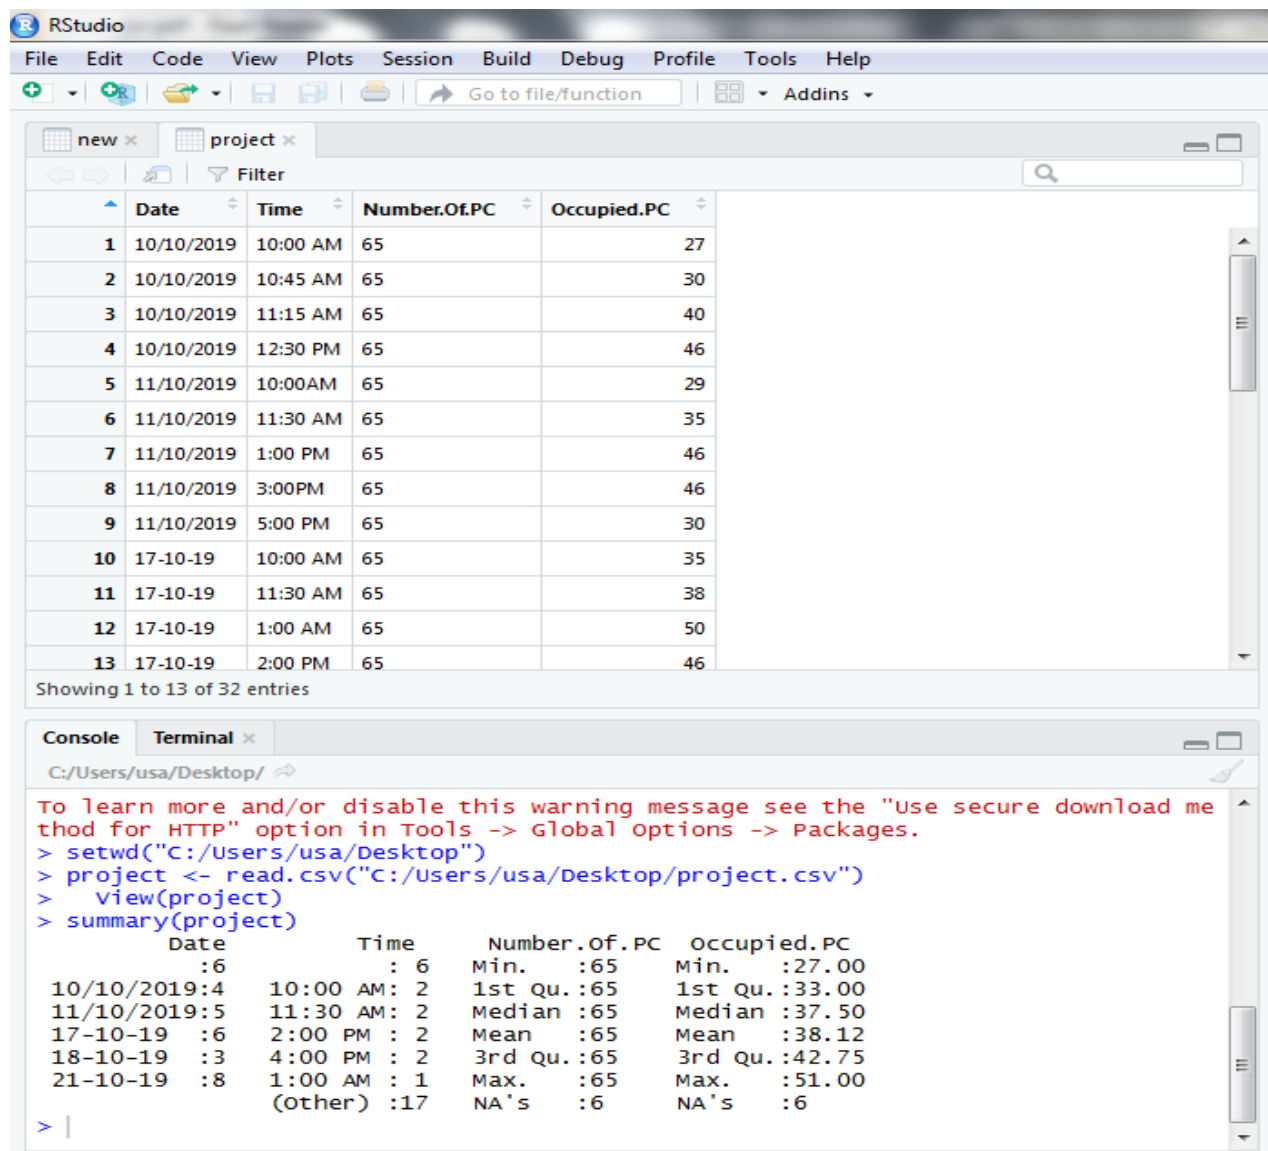 RStudio
File Edit Code View Plots Session Build Debug Profile Tools Help
Go to file/function Addins
new project
Filter
Date Time Number.Of.PC Occupied.PC
1 10/10/2019 10:00 AM 65 27
2 10/10/2019 10:45 AM 65 30
3 10/10/2019 11:15 AM 65 40
4 10/10/2019 12:30 PM 65 46
5 11/10/2019 10:00AM 65 29
6 11/10/2019 11:30 AM 65 35
7 11/10/2019 1:00 PM 65 46
8 11/10/2019 3:00PM 65 46
9 11/10/2019 5:00 PM 65 30
10 17-10-19 10:00 AM 65 35
11 17-10-19 11:30 AM 65 38
12 17-10-19 1:00 AM 65 50
13 17-10-19 2:00 PM 65 46
Showing 1 to 13 of 32 entries
Console Terminal
C:/Users/usa/Desktop/
To learn more and/or disable this warning message see the "Use secure download me
thod for HTTP" option in Tools -> Global Options -> Packages.
> setwd("C:/Users/usa/Desktop")
> project <- read.csv("C:/Users/usa/Desktop/project.csv")
>   View(project)
> summary(project)
Date Time Number.Of.PC Occupied.PC
:6 : 6 Min. :65 Min. :27.00
10/10/2019:4 10:00 AM: 2 1st Qu.:65 1st Qu.:33.00
11/10/2019:5 11:30 AM: 2 Median :65 Median :37.50
17-10-19 :6 2:00 PM : 2 Mean :65 Mean :38.12
18-10-19 :3 4:00 PM : 2 3rd Qu.:65 3rd Qu.:42.75
21-10-19 :8 1:00 AM : 1 Max. :65 Max. :51.00
(Other) :17 NA's :6 NA's :6
>